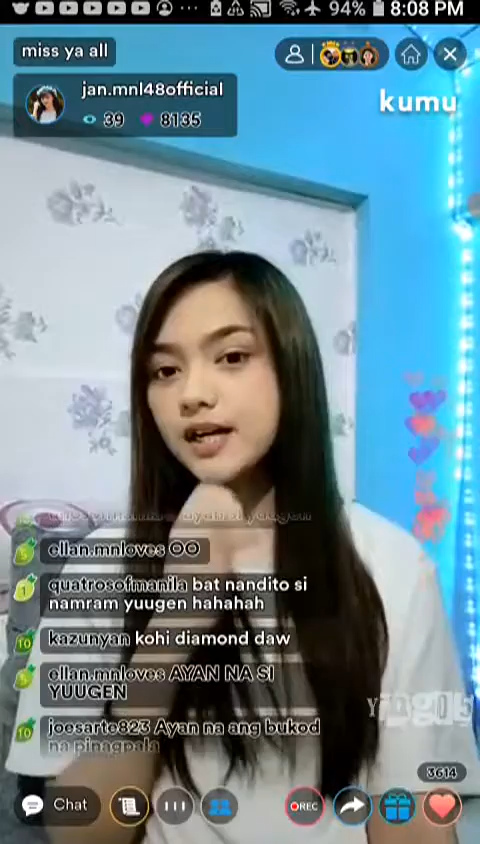 94% 8:08 PM
miss ya all
jan.mnl48official
39 8135
kumu
ellan.mnloves OO
quatrosofmanila bat nandito si
namram yuugen hahahah
kazunyan kohi diamond daw
ellan.mnloves AYAN NA SI
YUUGEN
joesarte823 Ayan na ang bukod
na pinagpala
3614
Chat
REC